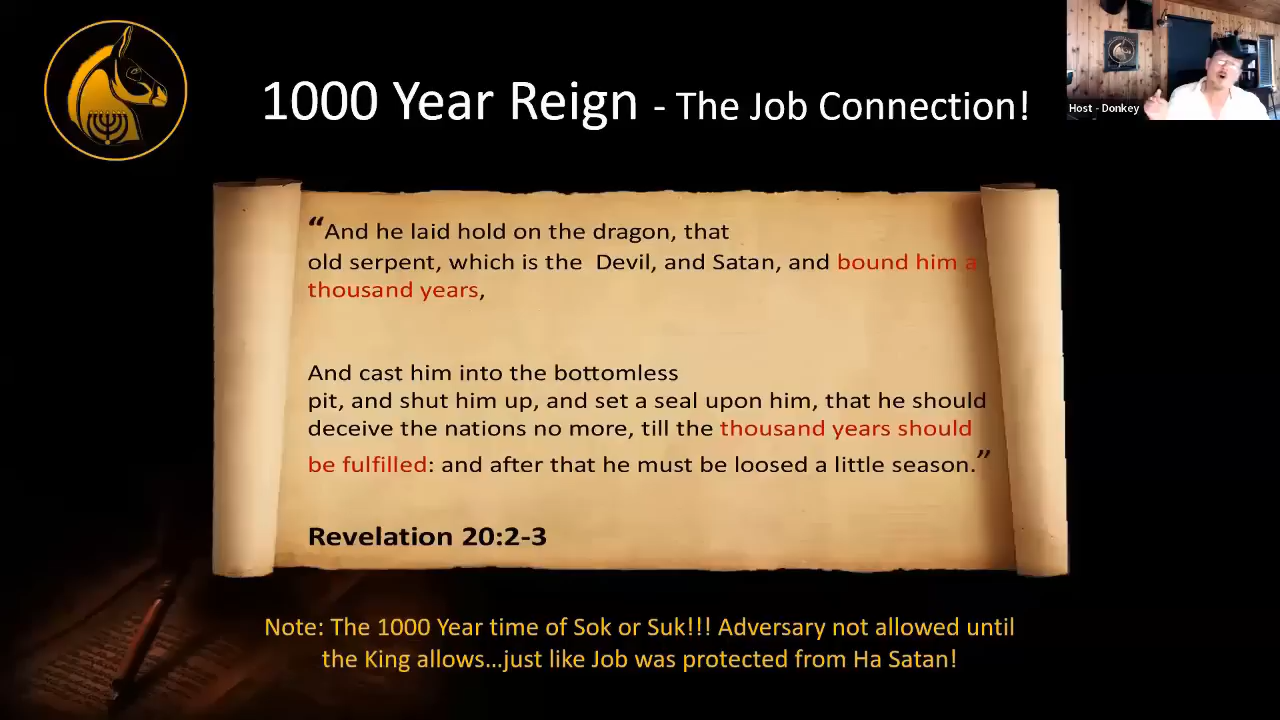 1000 Year Reign - The Job Connection!
Host - Donkey
“And he laid hold on the dragon, that
old serpent, which is the Devil, and Satan, and bound him a
thousand years,
And cast him into the bottomless
pit, and shut him up, and set a seal upon him, that he should
deceive the nations no more, till the thousand years should
be fulfilled: and after that he must be loosed a little season.”
Revelation 20:2-3
Note: The 1000 Year time of Sok or Suk!!! Adversary not allowed until
the King allows...just like Job was protected from Ha Satan!